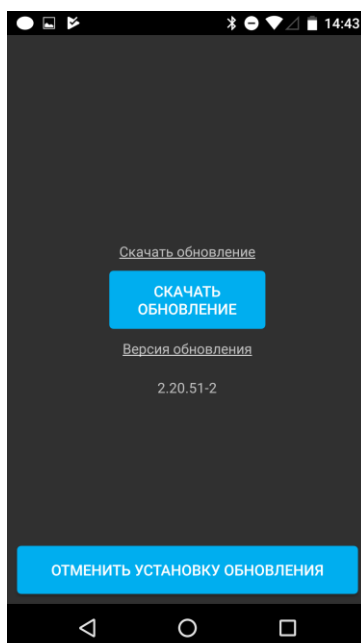 14:43
Скачать обновление
СКАЧАТЬ
ОБНОВЛЕНИЕ
Версия обновления
2.20.51-2
ОТМЕНИТЬ УСТАНОВКУ ОБНОВЛЕНИЯ